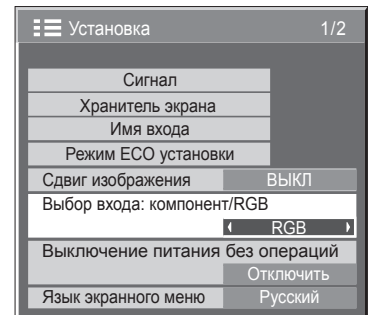 Установка 1/2
Сигнал
Хранитель экрана
Имя входа
Режим ECO установки
Сдвиг изображения ВЫКЛ
Выбор входа: компонент/RGB
RGB
Выключение питания без операций
Отключить
Язык экранного меню Русский